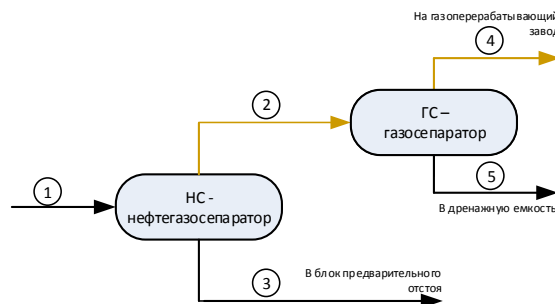 На газоперерабатывающий
завод
4
2
ГС –
газосепаратор
1
5
НС -
нефтегазосепаратор
В дренажную емкость
3
В блок предварительного
отстоя